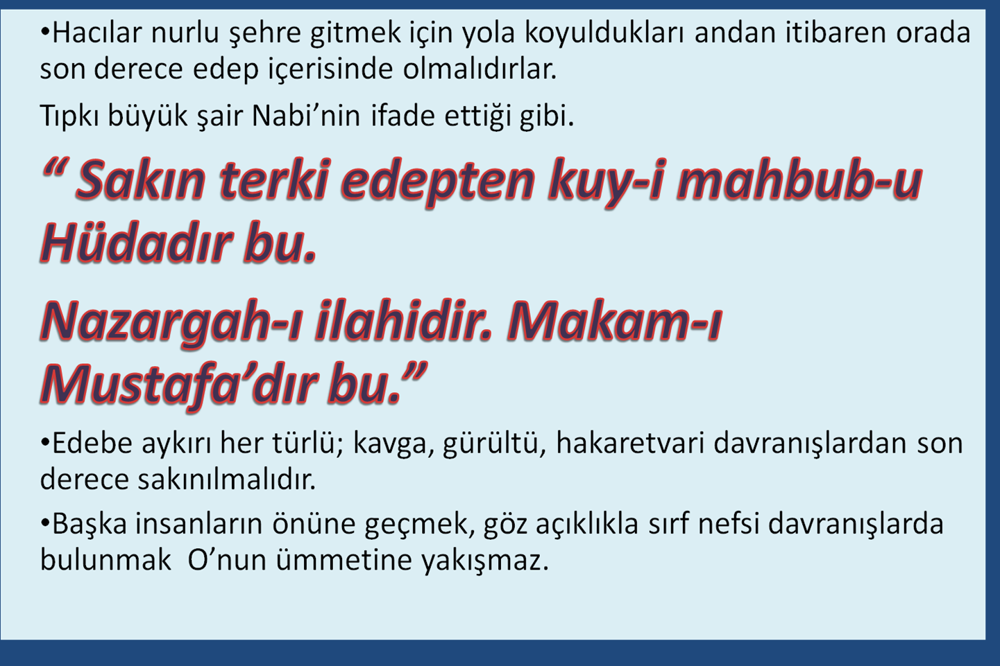 •Hacılar nurlu şehre gitmek için yola koyuldukları andan itibaren orada
son derece edep içerisinde olmalıdırlar.
Tıpkı büyük şair Nabi’nin ifade ettiği gibi.
“ Sakın terki edepten kuy-i mahbub-u
Hüdadır bu.
Nazargah-ı ilahidir. Makam-ı
Mustafa’dır bu.”
•Edebe aykırı her türlü; kavga, gürültü, hakaretvari davranışlardan son
derece sakınılmalıdır.
•Başka insanların önüne geçmek, göz açıklıkla sırf nefsi davranışlarda
bulunmak  O’nun ümmetine yakışmaz.